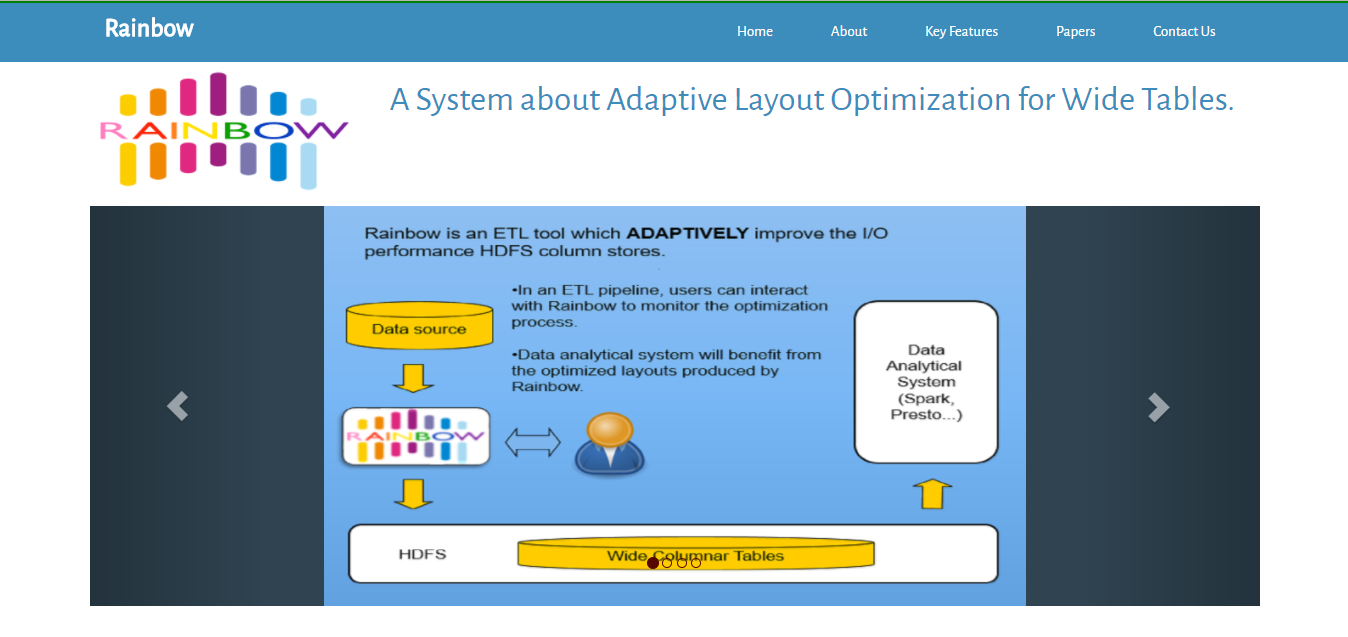 Rainbow
Home
About
Key Features
Papers
Contact Us
RAINBOW
A System about Adaptive Layout Optimization for Wide Tables.
Rainbow is an ETL tool which ADAPTIVELY improve the I/O
performance HDFS column stores.
•In an ETL pipeline, users can interact
with Rainbow to monitor the optimization
process.
Data source
•Data analytical system will benefit from
the optimized layouts produced by
Rainbow.
Data
Analytical
System
(Spark,
Presto...)
RAINBOW
HDFS
Wide Columnar Tables